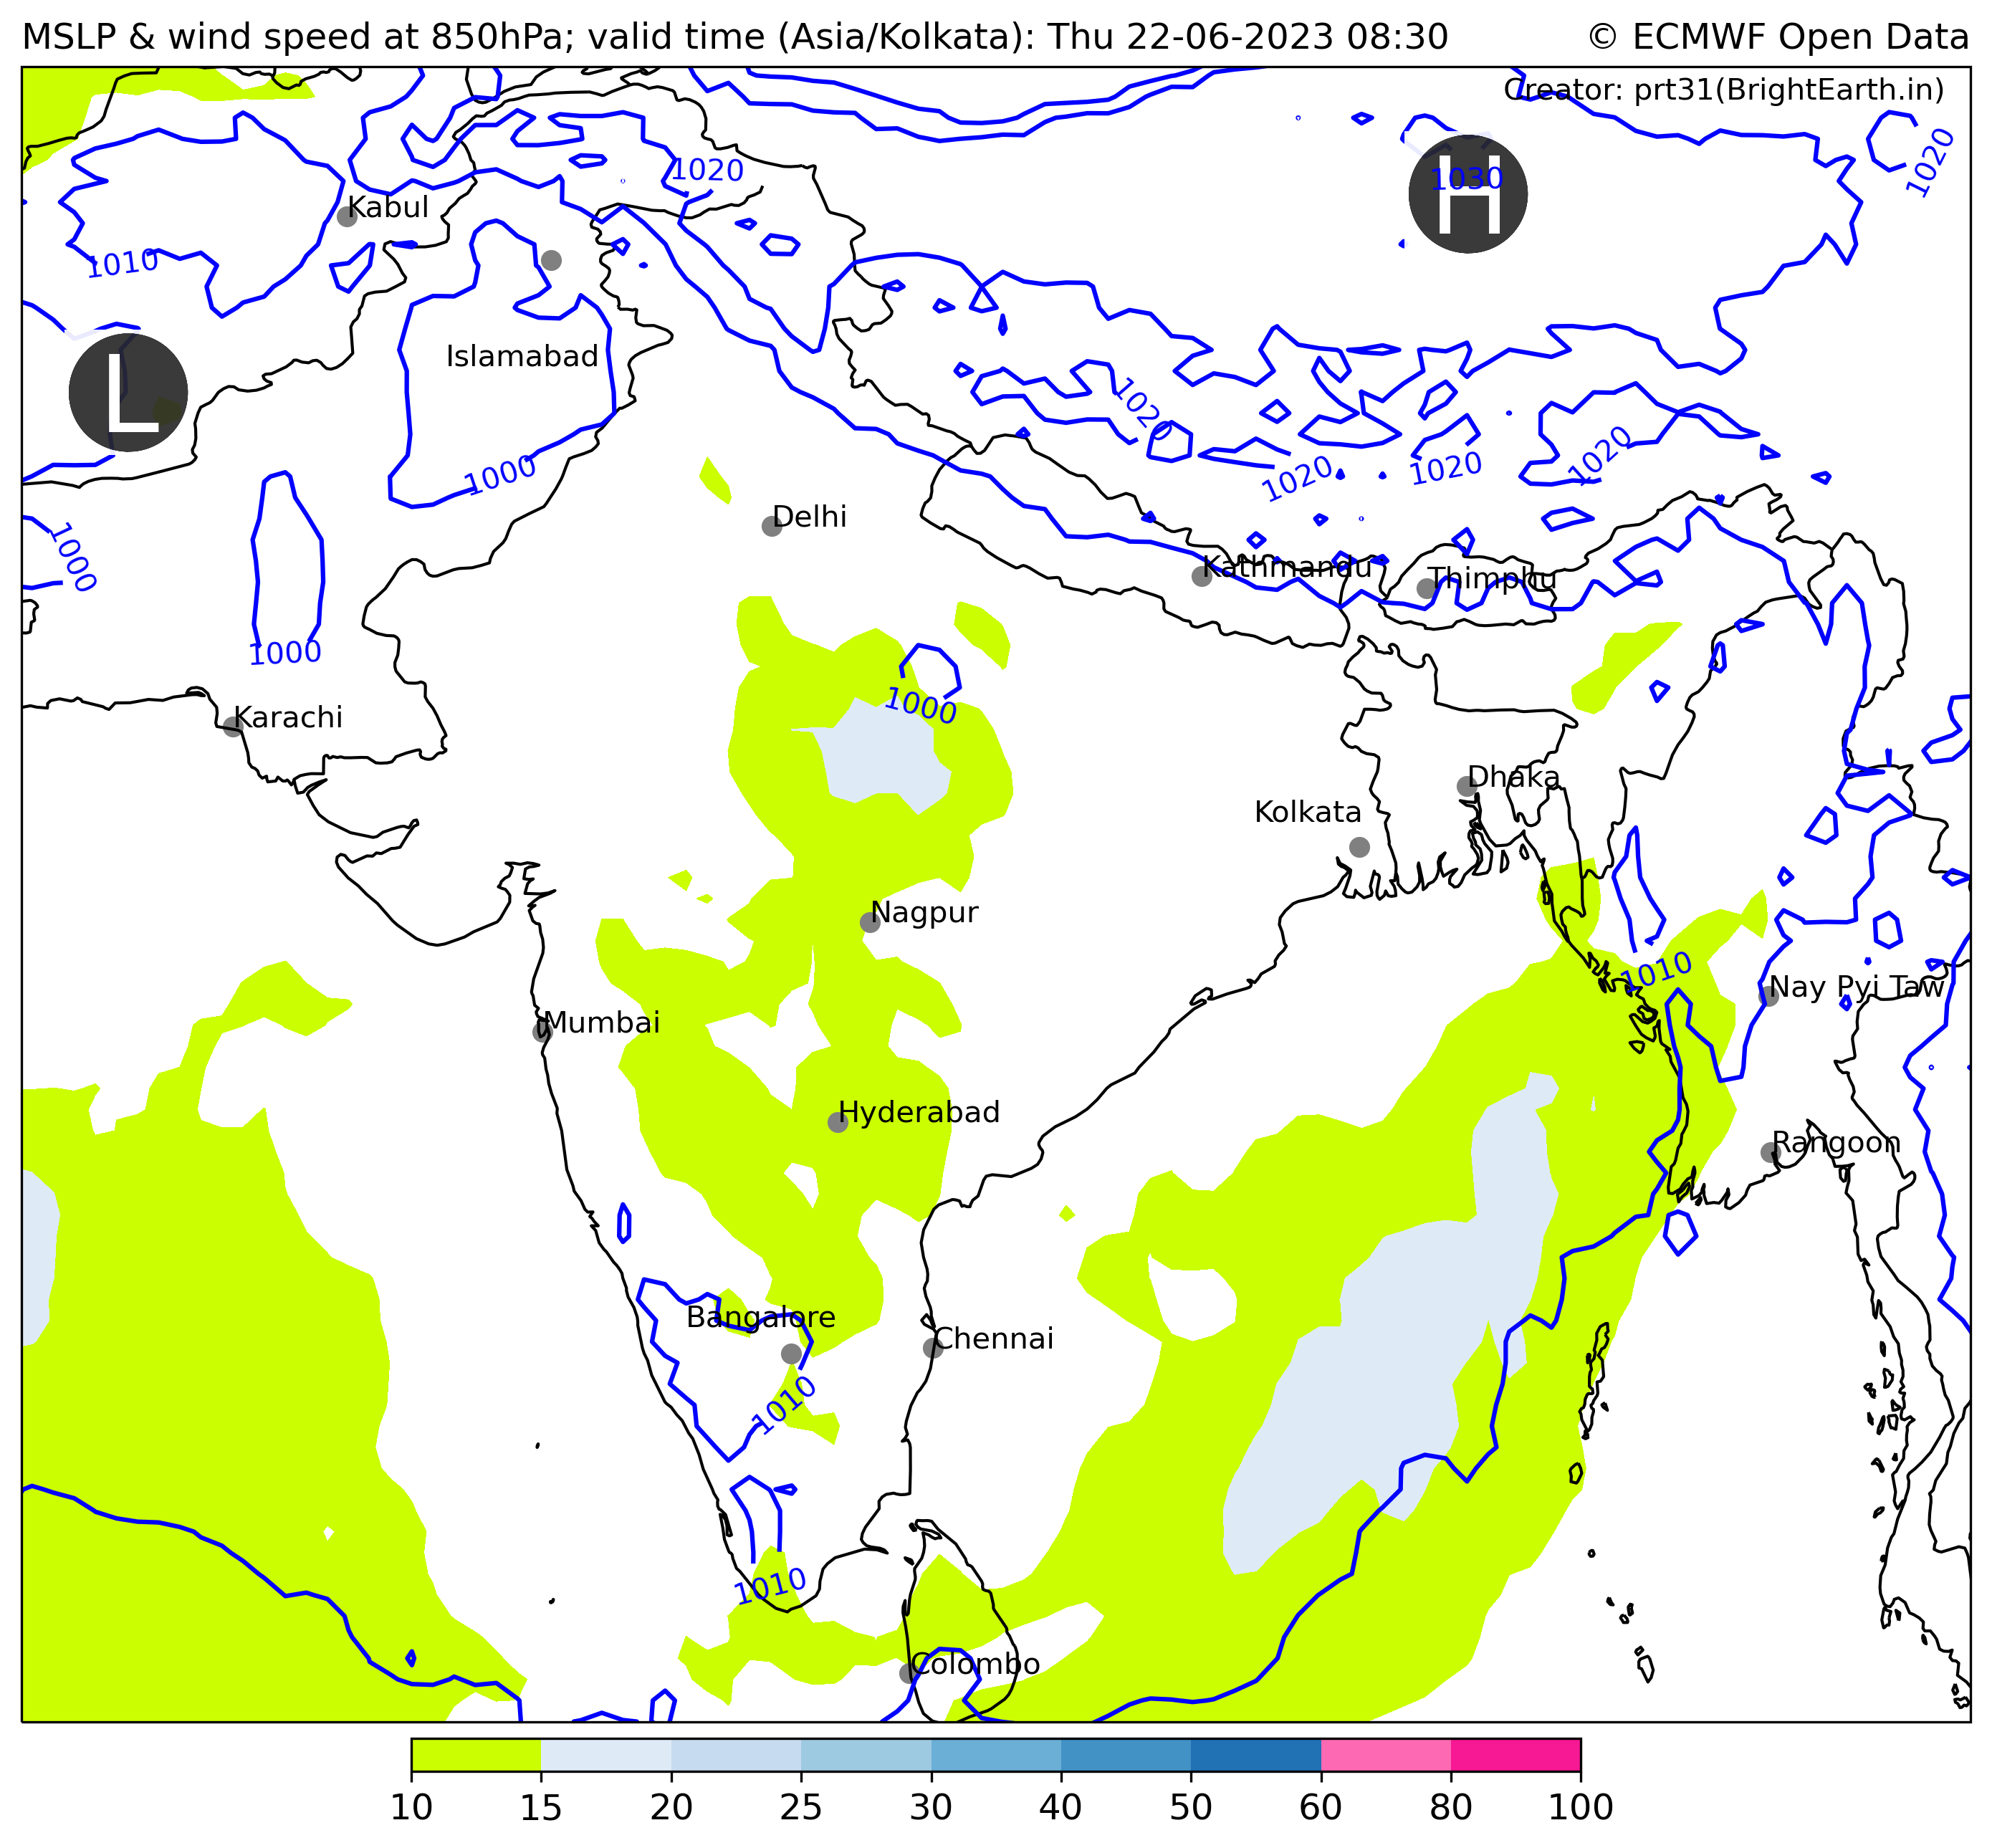 MSLP & wind speed at 850hPa; valid time (Asia/Kolkata): Thu 22-06-2023 08:30
© ECMWF Open Data
Creator: prt31(BrightEarth.in)
1020
1020
1030
H
Kabul
1010
L
Islamabad
1020
1000
1020
1020
1020
Delhi
1000
Kathmandu
Thimphu
1000
1000
Karachi
Dhaka
Kolkata
Nagpur
1010
Nay Pyi Taw
Mumbai
Hyderabad
Rangoon
Bangalore
Chennai
1010
1010
Colombo
10 15 20 25 30 40 50 60 80 100